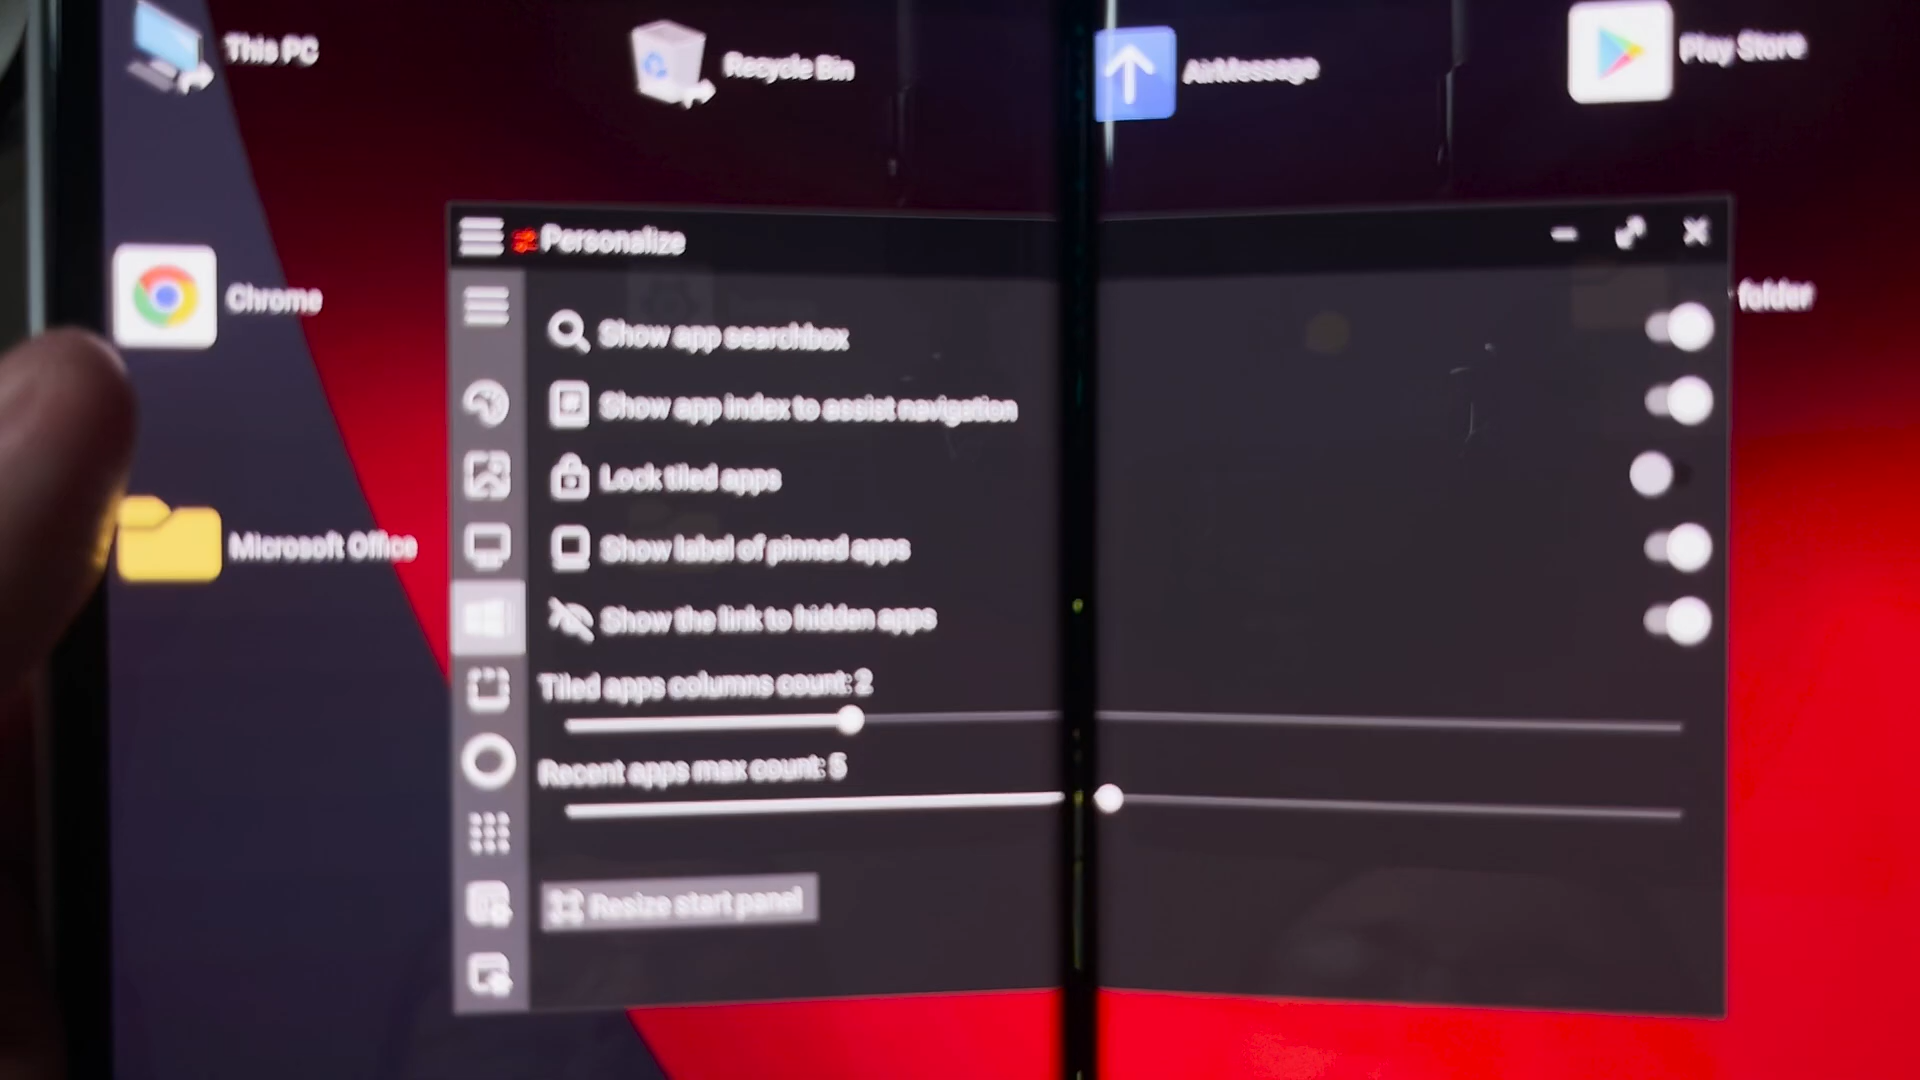 This PC
Recycle Bin
AirMessage
Play Store
Personalize
Chrome
folder
Show app searchbox
Show app index to assist navigation
Lock tiled apps
Microsoft Office
Show label of pinned apps
Show the link to hidden apps
Tiled apps columns count: 2
Recent apps max count: 5
Resize start panel